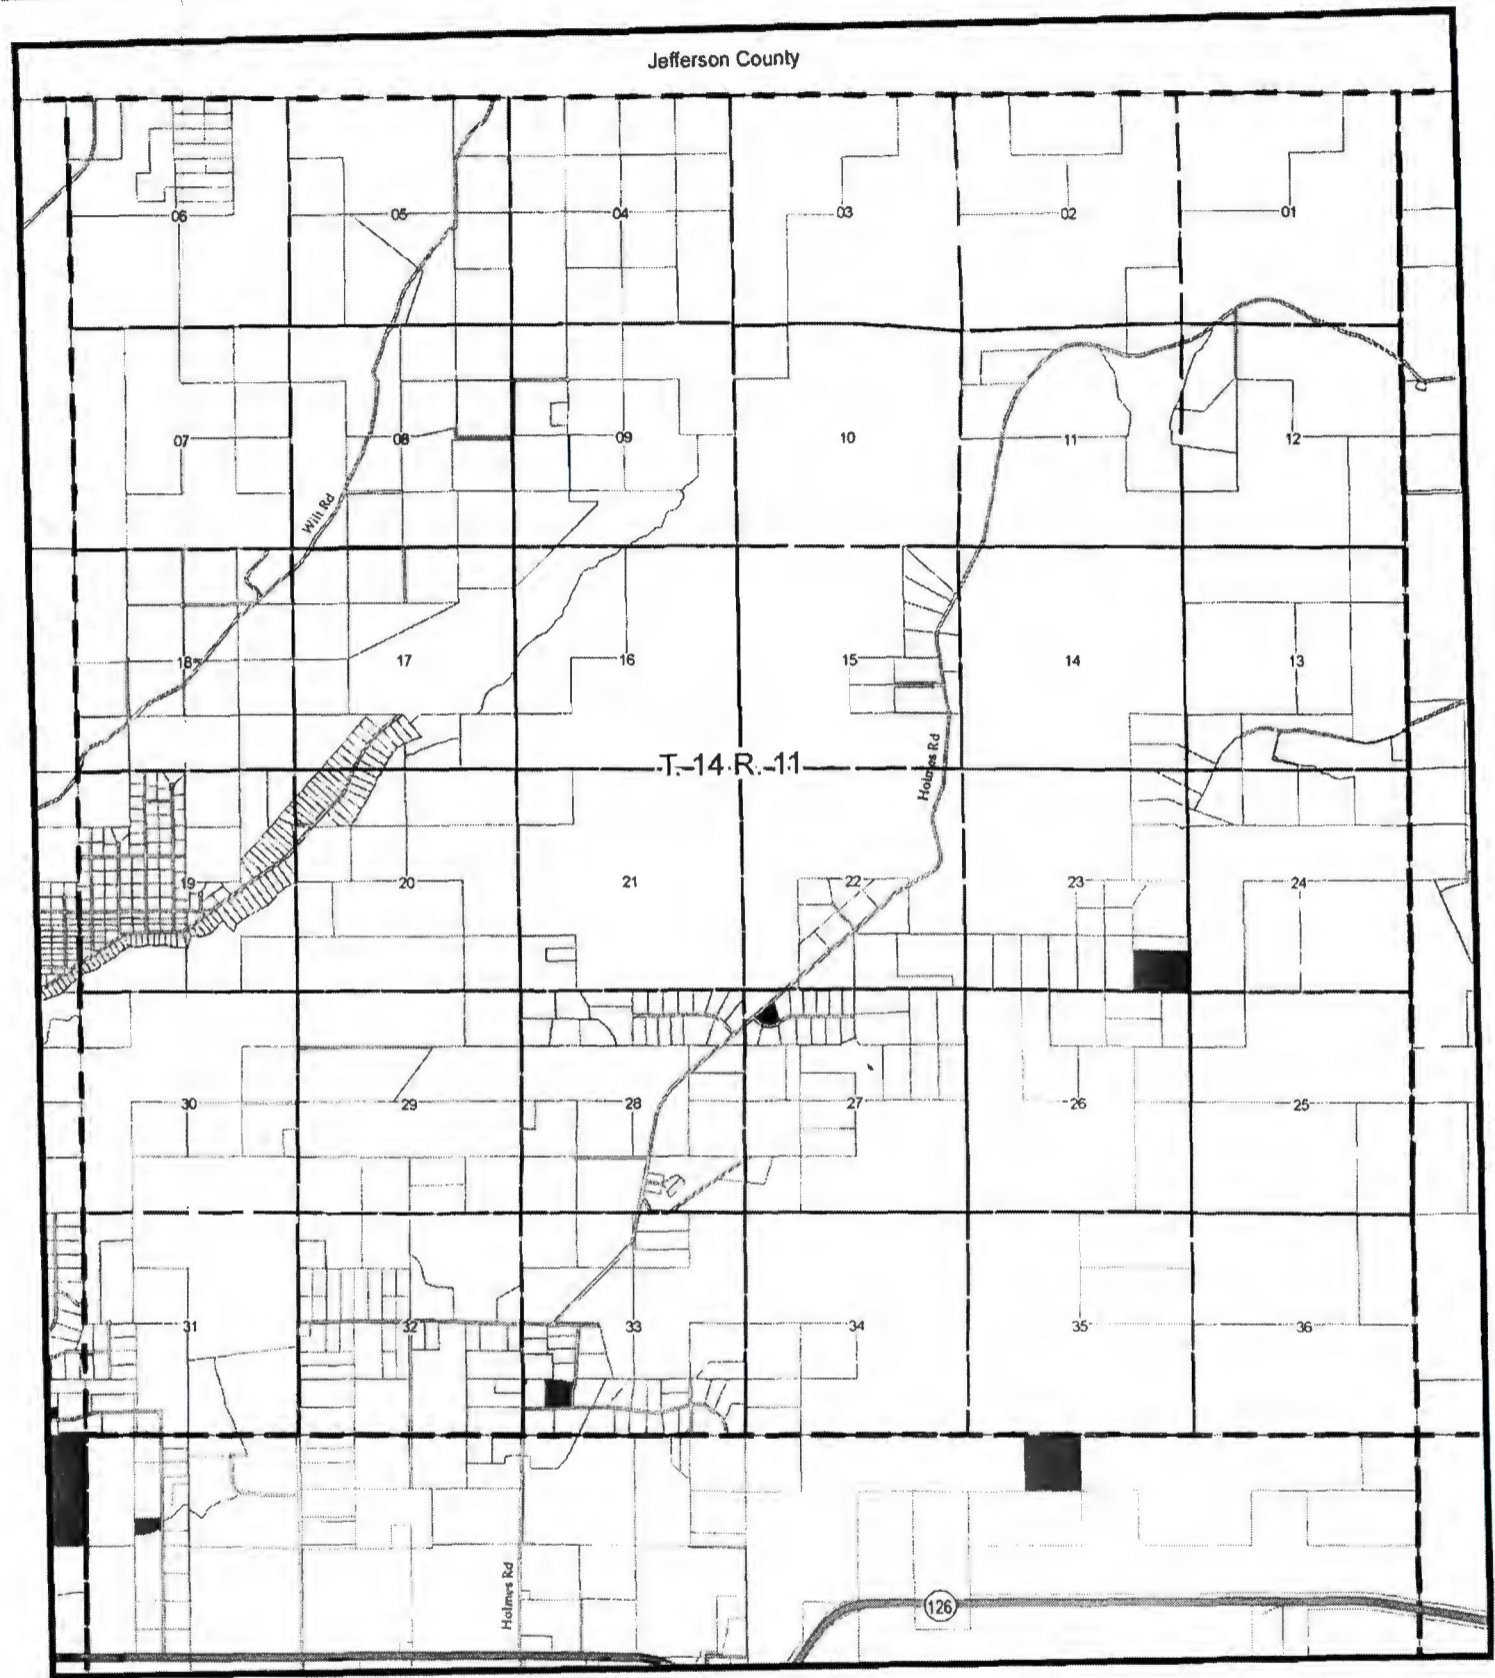 Jefferson County
06 05 04 03 02 01
07 08 09 10 11 12
Wilt Rd
18 17 16 15 14 13
T. 14 R. 11
Holmes Rd
19 20 21 22 23 24
30 29 28 27 26 25
31 32 33 34 35 36
Holmes Rd
126